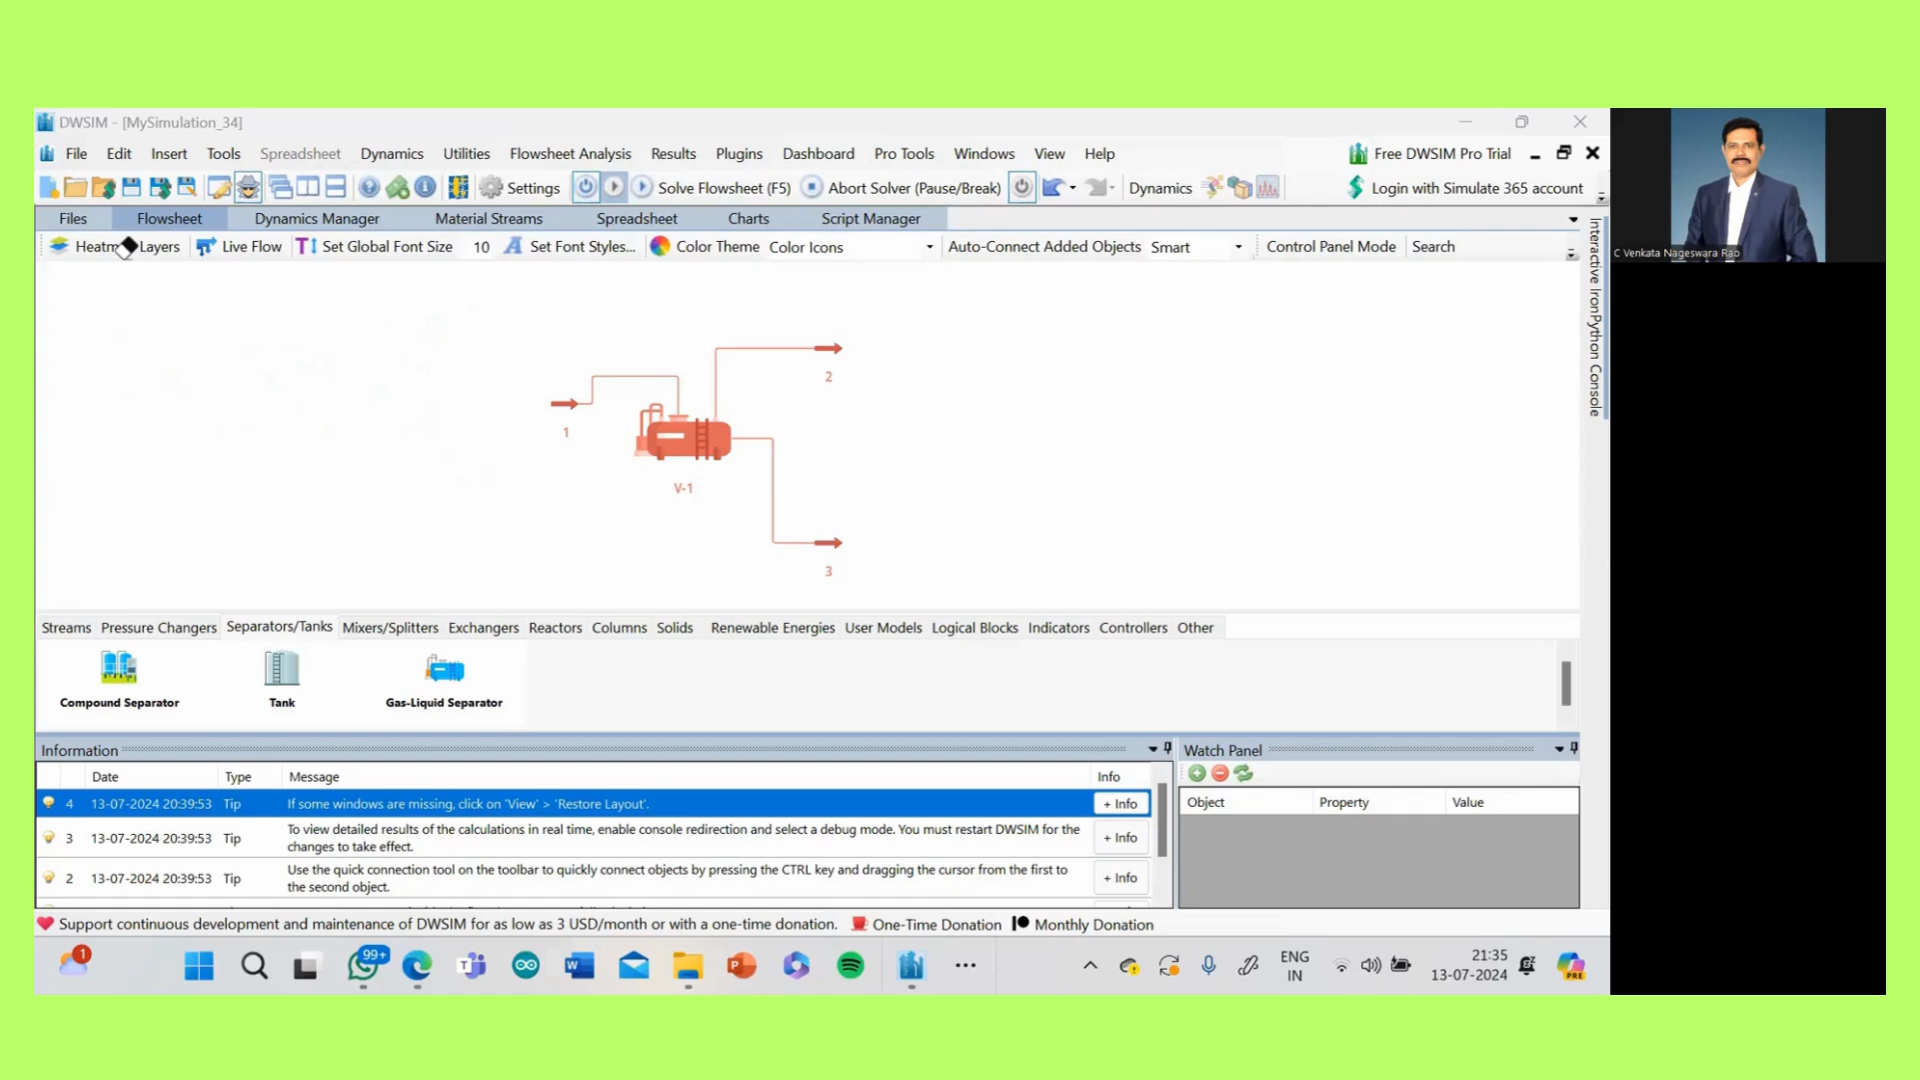 DWSIM - [MySimulation_34]
File Edit Insert Tools Spreadsheet Dynamics Utilities Flowsheet Analysis Results Plugins Dashboard Pro Tools Windows View Help Free DWSIM Pro Trial
Settings Solve Flowsheet (F5) Abort Solver (Pause/Break) Dynamics Login with Simulate 365 account
Files Flowsheet Dynamics Manager Material Streams Spreadsheet Charts Script Manager
Layers Live Flow Set Global Font Size 10 Set Font Styles... Color Theme Color Icons Auto-Connect Added Objects Smart Control Panel Mode Search
Interactive IronPython Console
C Venkata Nageswara Rao
2
1
V-1
3
Streams Pressure Changers Separators/Tanks Mixers/Splitters Exchangers Reactors Columns Solids Renewable Energies User Models Logical Blocks Indicators Controllers Other
Compound Separator Tank Gas-Liquid Separator
Information Watch Panel
Date Type Message Info
Object Property Value
4 13-07-2024 20:39:53 Tip If some windows are missing, click on 'View' > 'Restore Layout'. + Info
3 13-07-2024 20:39:53 Tip To view detailed results of the calculations in real time, enable console redirection and select a debug mode. You must restart DWSIM for the
changes to take effect. + Info
2 13-07-2024 20:39:53 Tip Use the quick connection tool on the toolbar to quickly connect objects by pressing the CTRL key and dragging the cursor from the first to
the second object. + Info
Support continuous development and maintenance of DWSIM for as low as 3 USD/month or with a one-time donation. One-Time Donation Monthly Donation
1 99+ ENG 21:35
IN 13-07-2024 PRE